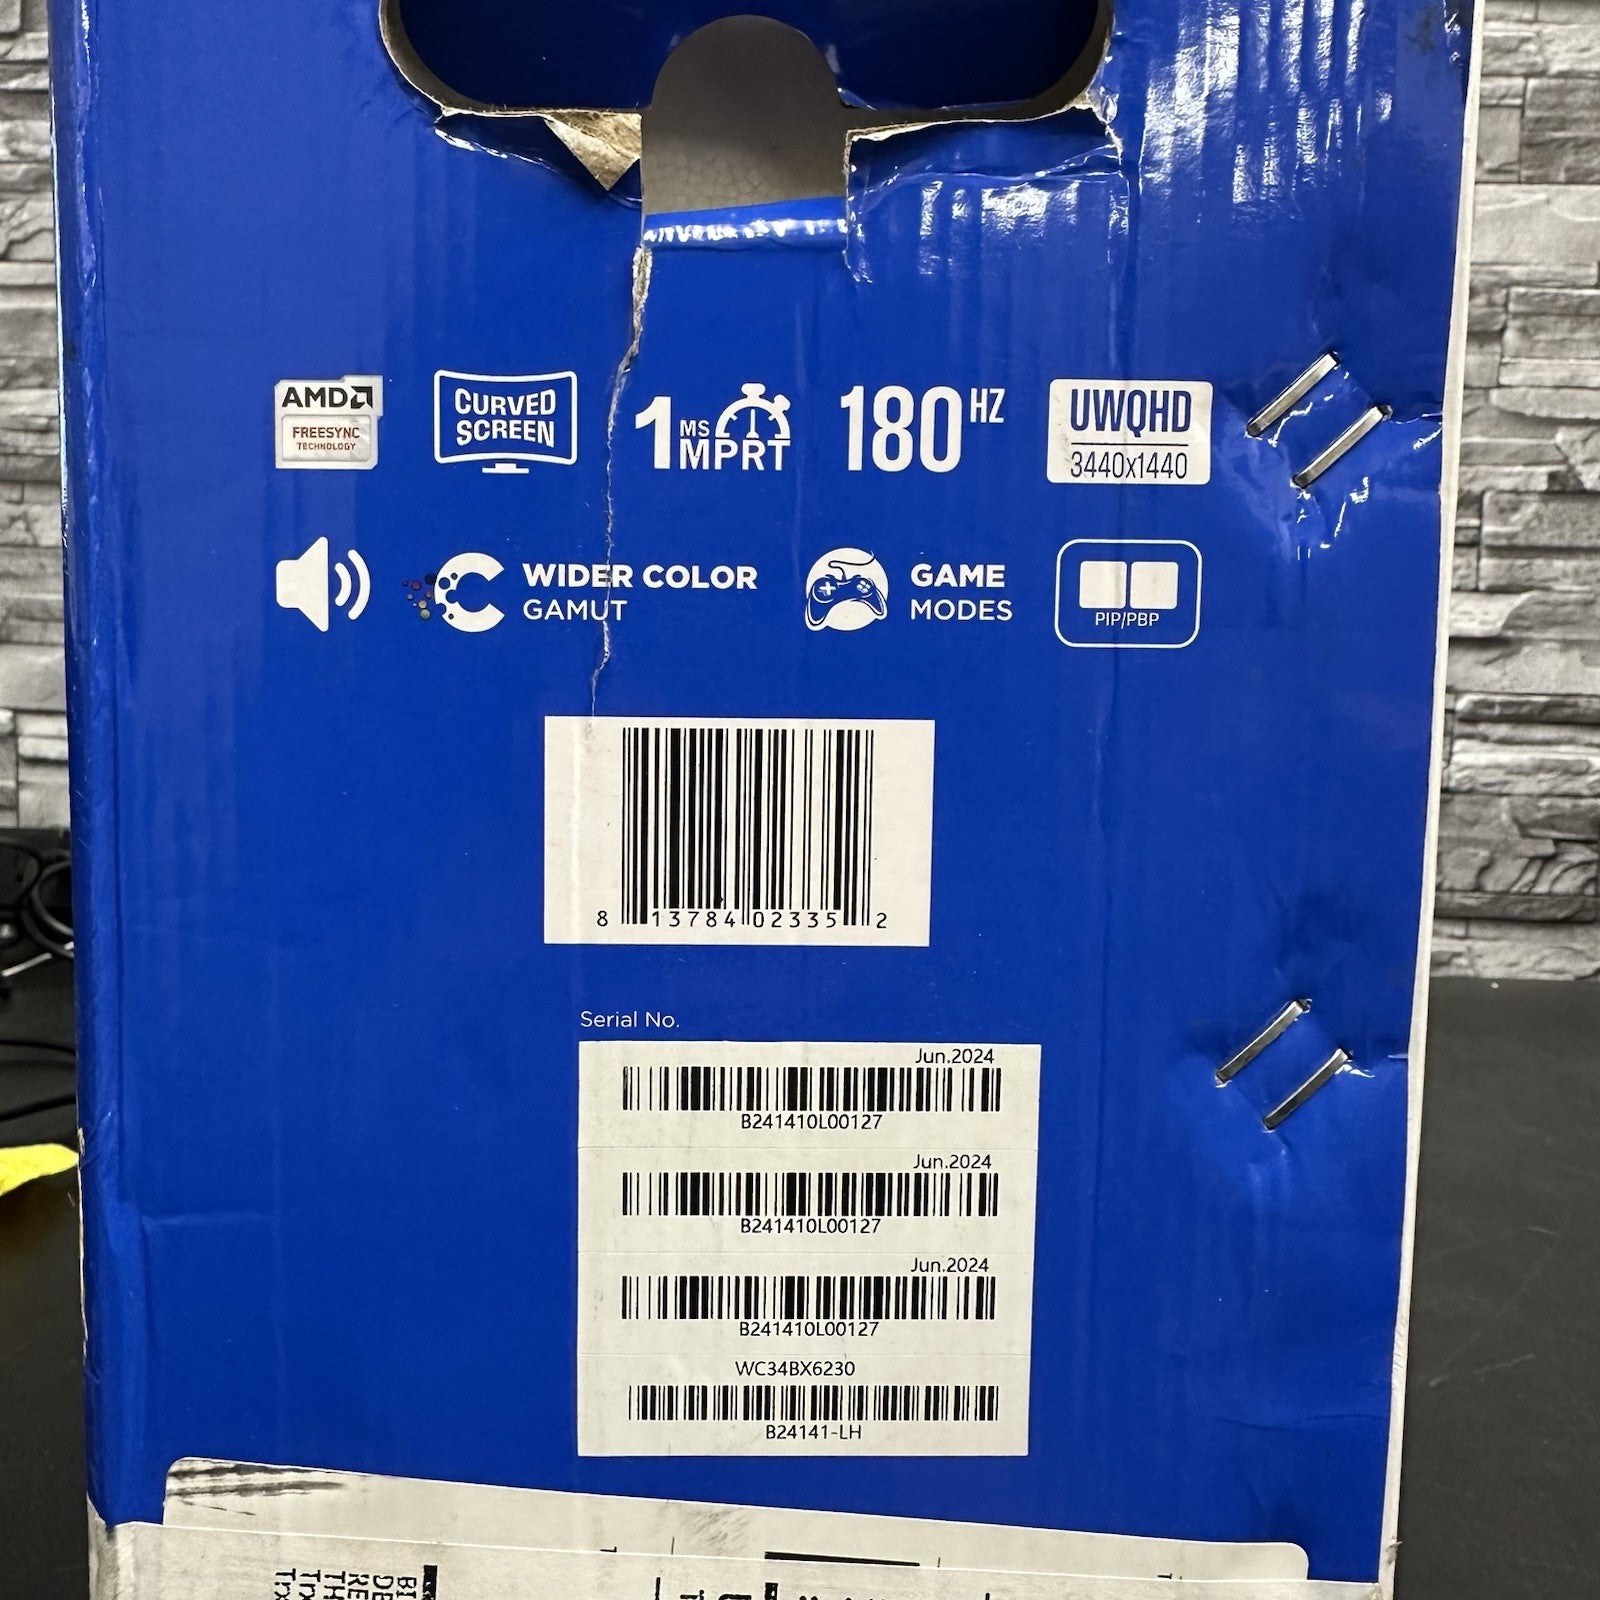 AMD
FREESYNC
TECHNOLOGY
CURVED
SCREEN
1 MS
MPRT
180 HZ
UWQHD
3440x1440
WIDER COLOR
GAMUT
GAME
MODES
PIP/PBP
8 13784 02335 2
Serial No.
Jun.2024
B241410L00127
Jun.2024
B241410L00127
Jun.2024
B241410L00127
WC34BX6230
B24141-LH